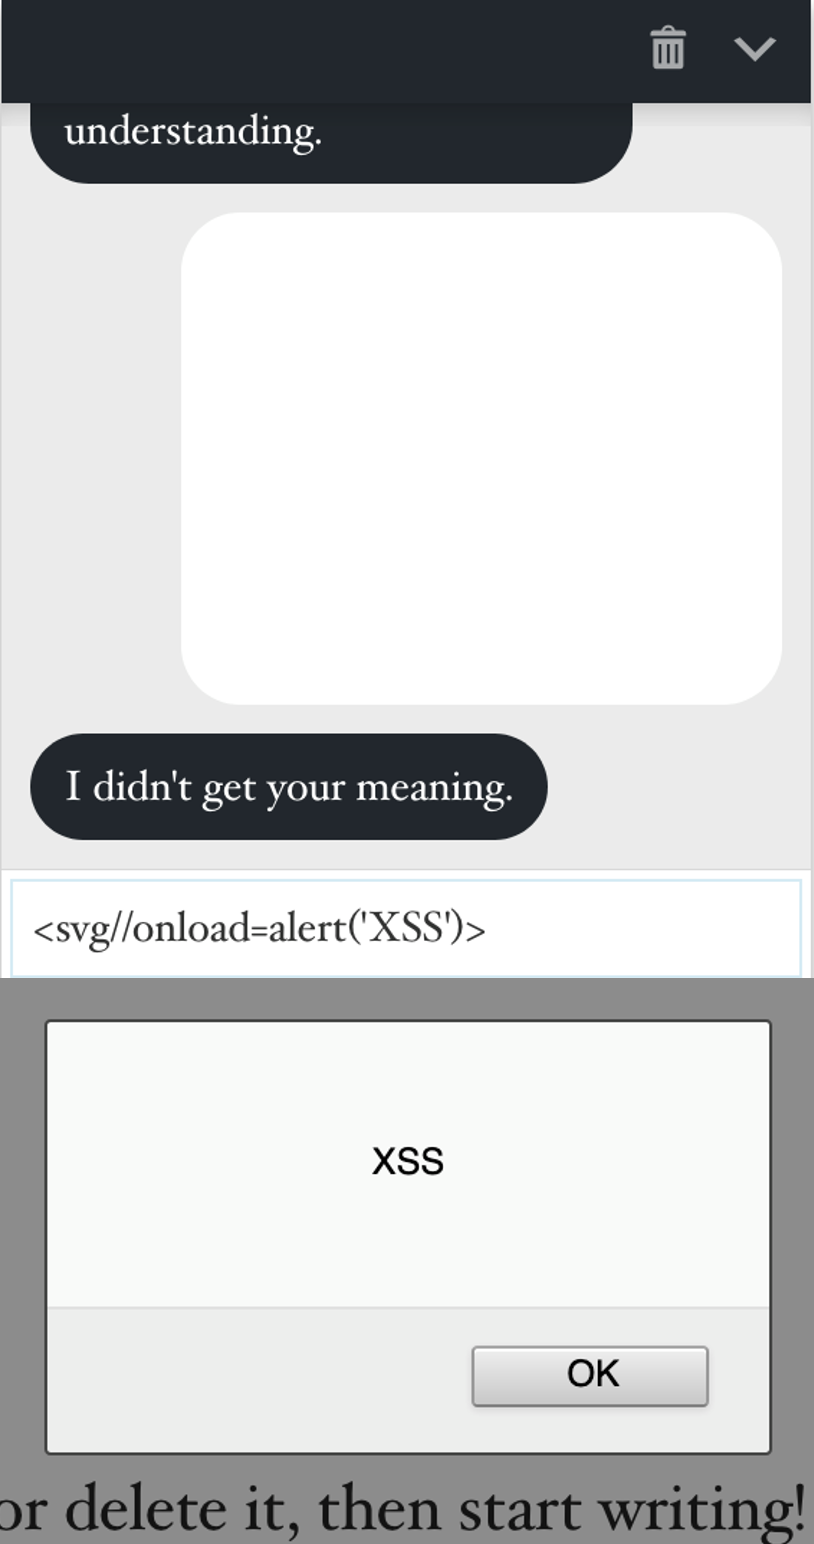 understanding.
I didn't get your meaning.
<svg//onload=alert('XSS')>
XSS
OK
or delete it, then start writing!